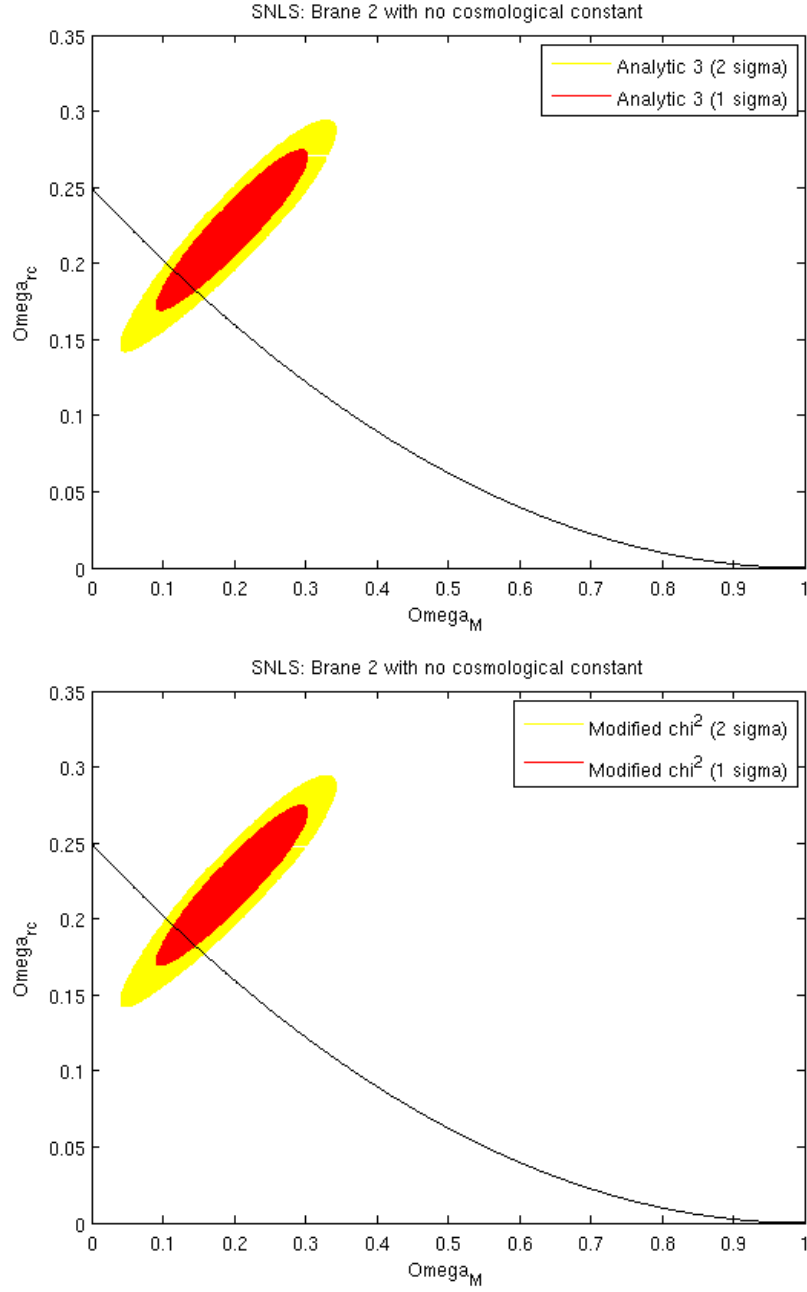 SNLS: Brane 2 with no cosmological constant
Analytic 3 (2 sigma)
Analytic 3 (1 sigma)
0.35
0.3
0.25
0.2
0.15
0.1
0.05
0
Omega_rc
0 0.1 0.2 0.3 0.4 0.5 0.6 0.7 0.8 0.9 1
Omega_M
SNLS: Brane 2 with no cosmological constant
Modified chi^2 (2 sigma)
Modified chi^2 (1 sigma)
0.35
0.3
0.25
0.2
0.15
0.1
0.05
0
Omega_rc
0 0.1 0.2 0.3 0.4 0.5 0.6 0.7 0.8 0.9 1
Omega_M